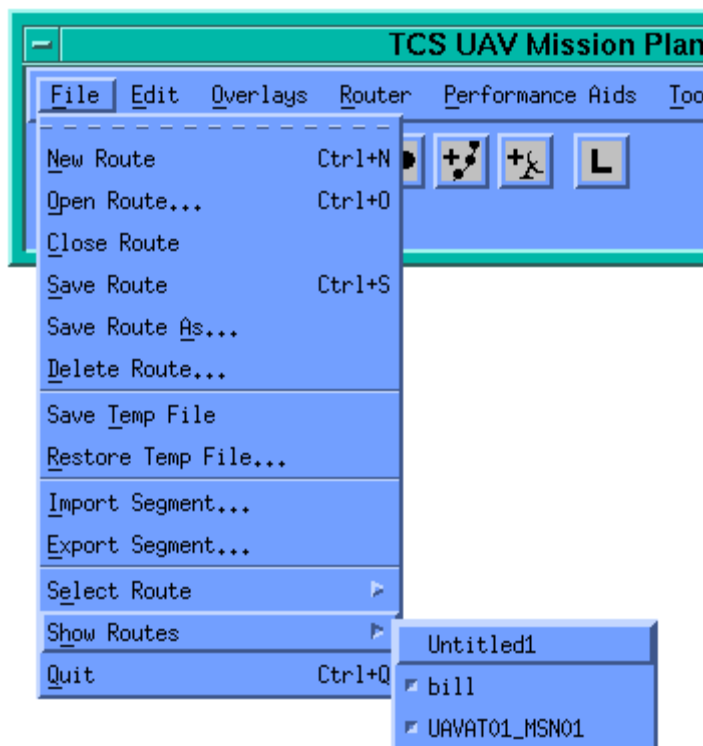 TCS UAV Mission Plan
File Edit Overlays Router Performance Aids Too
L
New Route Ctrl+N
Open Route... Ctrl+O
Close Route
Save Route Ctrl+S
Save Route As...
Delete Route...
Save Temp File
Restore Temp File...
Import Segment...
Export Segment...
Select Route
Show Routes
Untitled1
Quit Ctrl+Q
bill
UAVAT01_MSN01